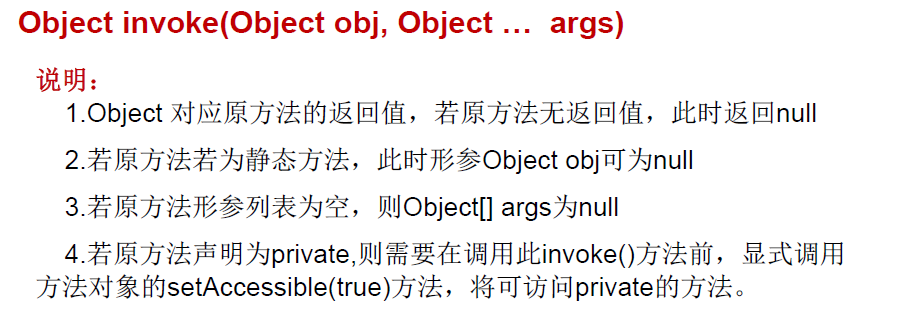 Object invoke(Object obj, Object … args)
说明：
1.Object 对应原方法的返回值，若原方法无返回值，此时返回null
2.若原方法若为静态方法，此时形参Object obj可为null
3.若原方法形参列表为空，则Object[] args为null
4.若原方法声明为private,则需要在调用此invoke()方法前，显式调用
方法对象的setAccessible(true)方法，将可访问private的方法。